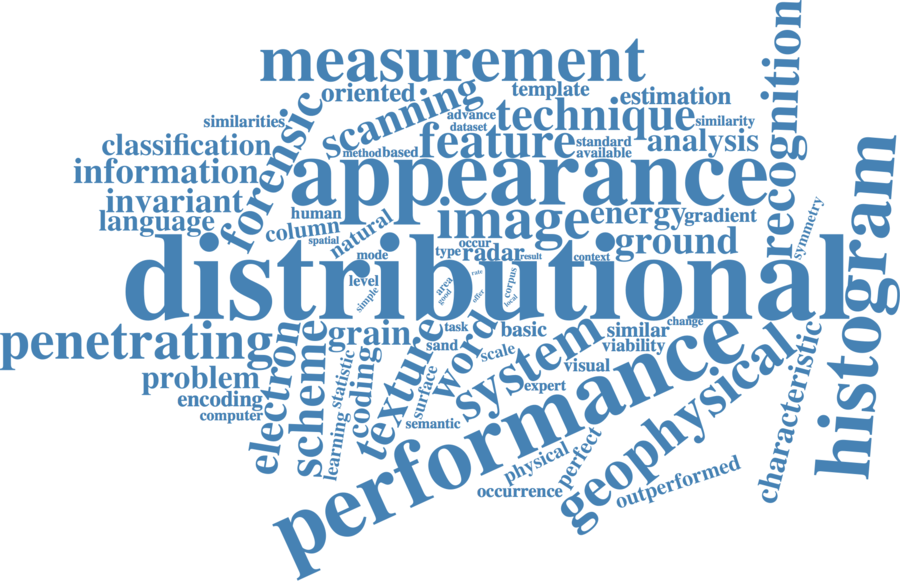 measurement
recognition
oriented
scanning
template
estimation
similarities
forensic
advance
technique
similarity
dataset
classification
method
based
feature
standard
available
analysis
information
appearance
invariant
human
image
energy
gradient
language
column
natural
spatial
symmetry
histogram
occur
ground
mode
type
radar
result
context
distributional
level
simple
area
good
rate
offer
corpus
local
penetrating
grain
task
basic
similar
change
electron
scheme
statistic
coding
texture
sand
word
system
viability
performance
geophysical
characteristic
problem
scale
visual
surface
expert
encoding
computer
learning
semantic
physical
perfect
occurrence
outperformed